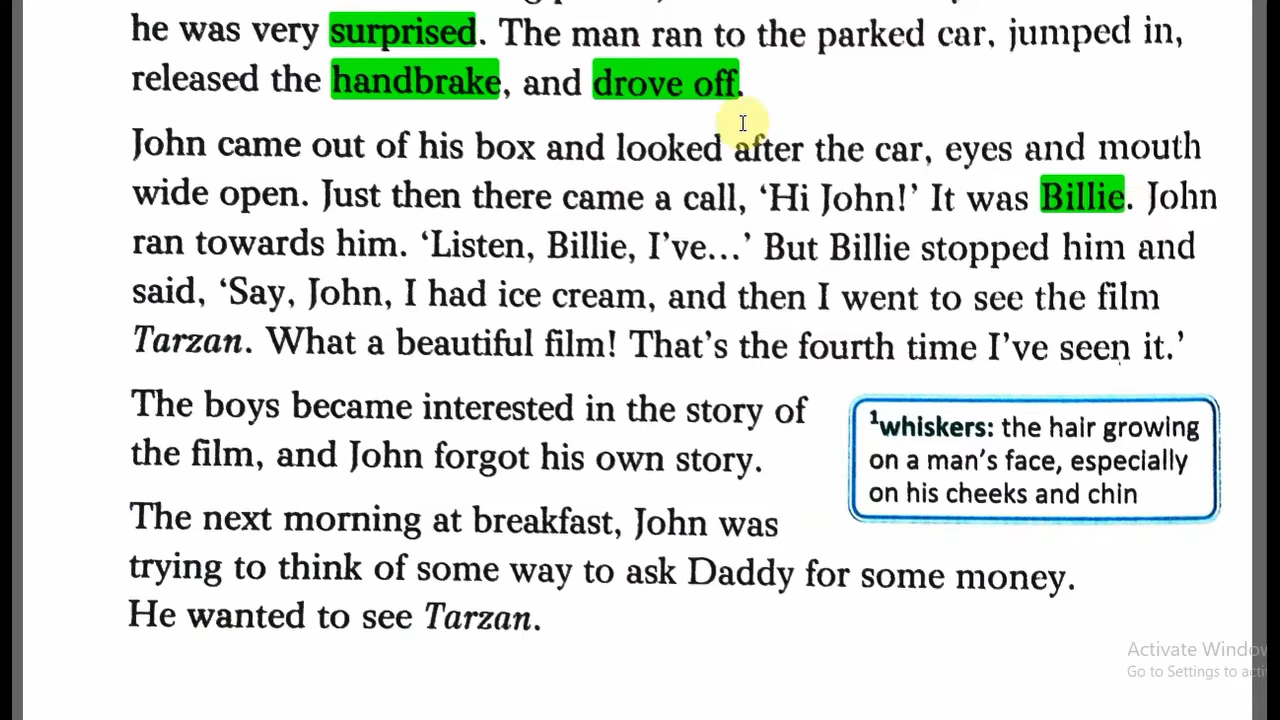 he was very surprised. The man ran to the parked car, jumped in,
released the handbrake, and drove off.
John came out of his box and looked after the car, eyes and mouth
wide open. Just then there came a call, ‘Hi John!’ It was Billie. John
ran towards him. ‘Listen, Billie, I’ve...’ But Billie stopped him and
said, ‘Say, John, I had ice cream, and then I went to see the film
Tarzan. What a beautiful film! That’s the fourth time I’ve seen it.’
The boys became interested in the story of
the film, and John forgot his own story.
¹whiskers: the hair growing
on a man’s face, especially
on his cheeks and chin
The next morning at breakfast, John was
trying to think of some way to ask Daddy for some money.
He wanted to see Tarzan.
Activate Windo
Go to Settings to acti